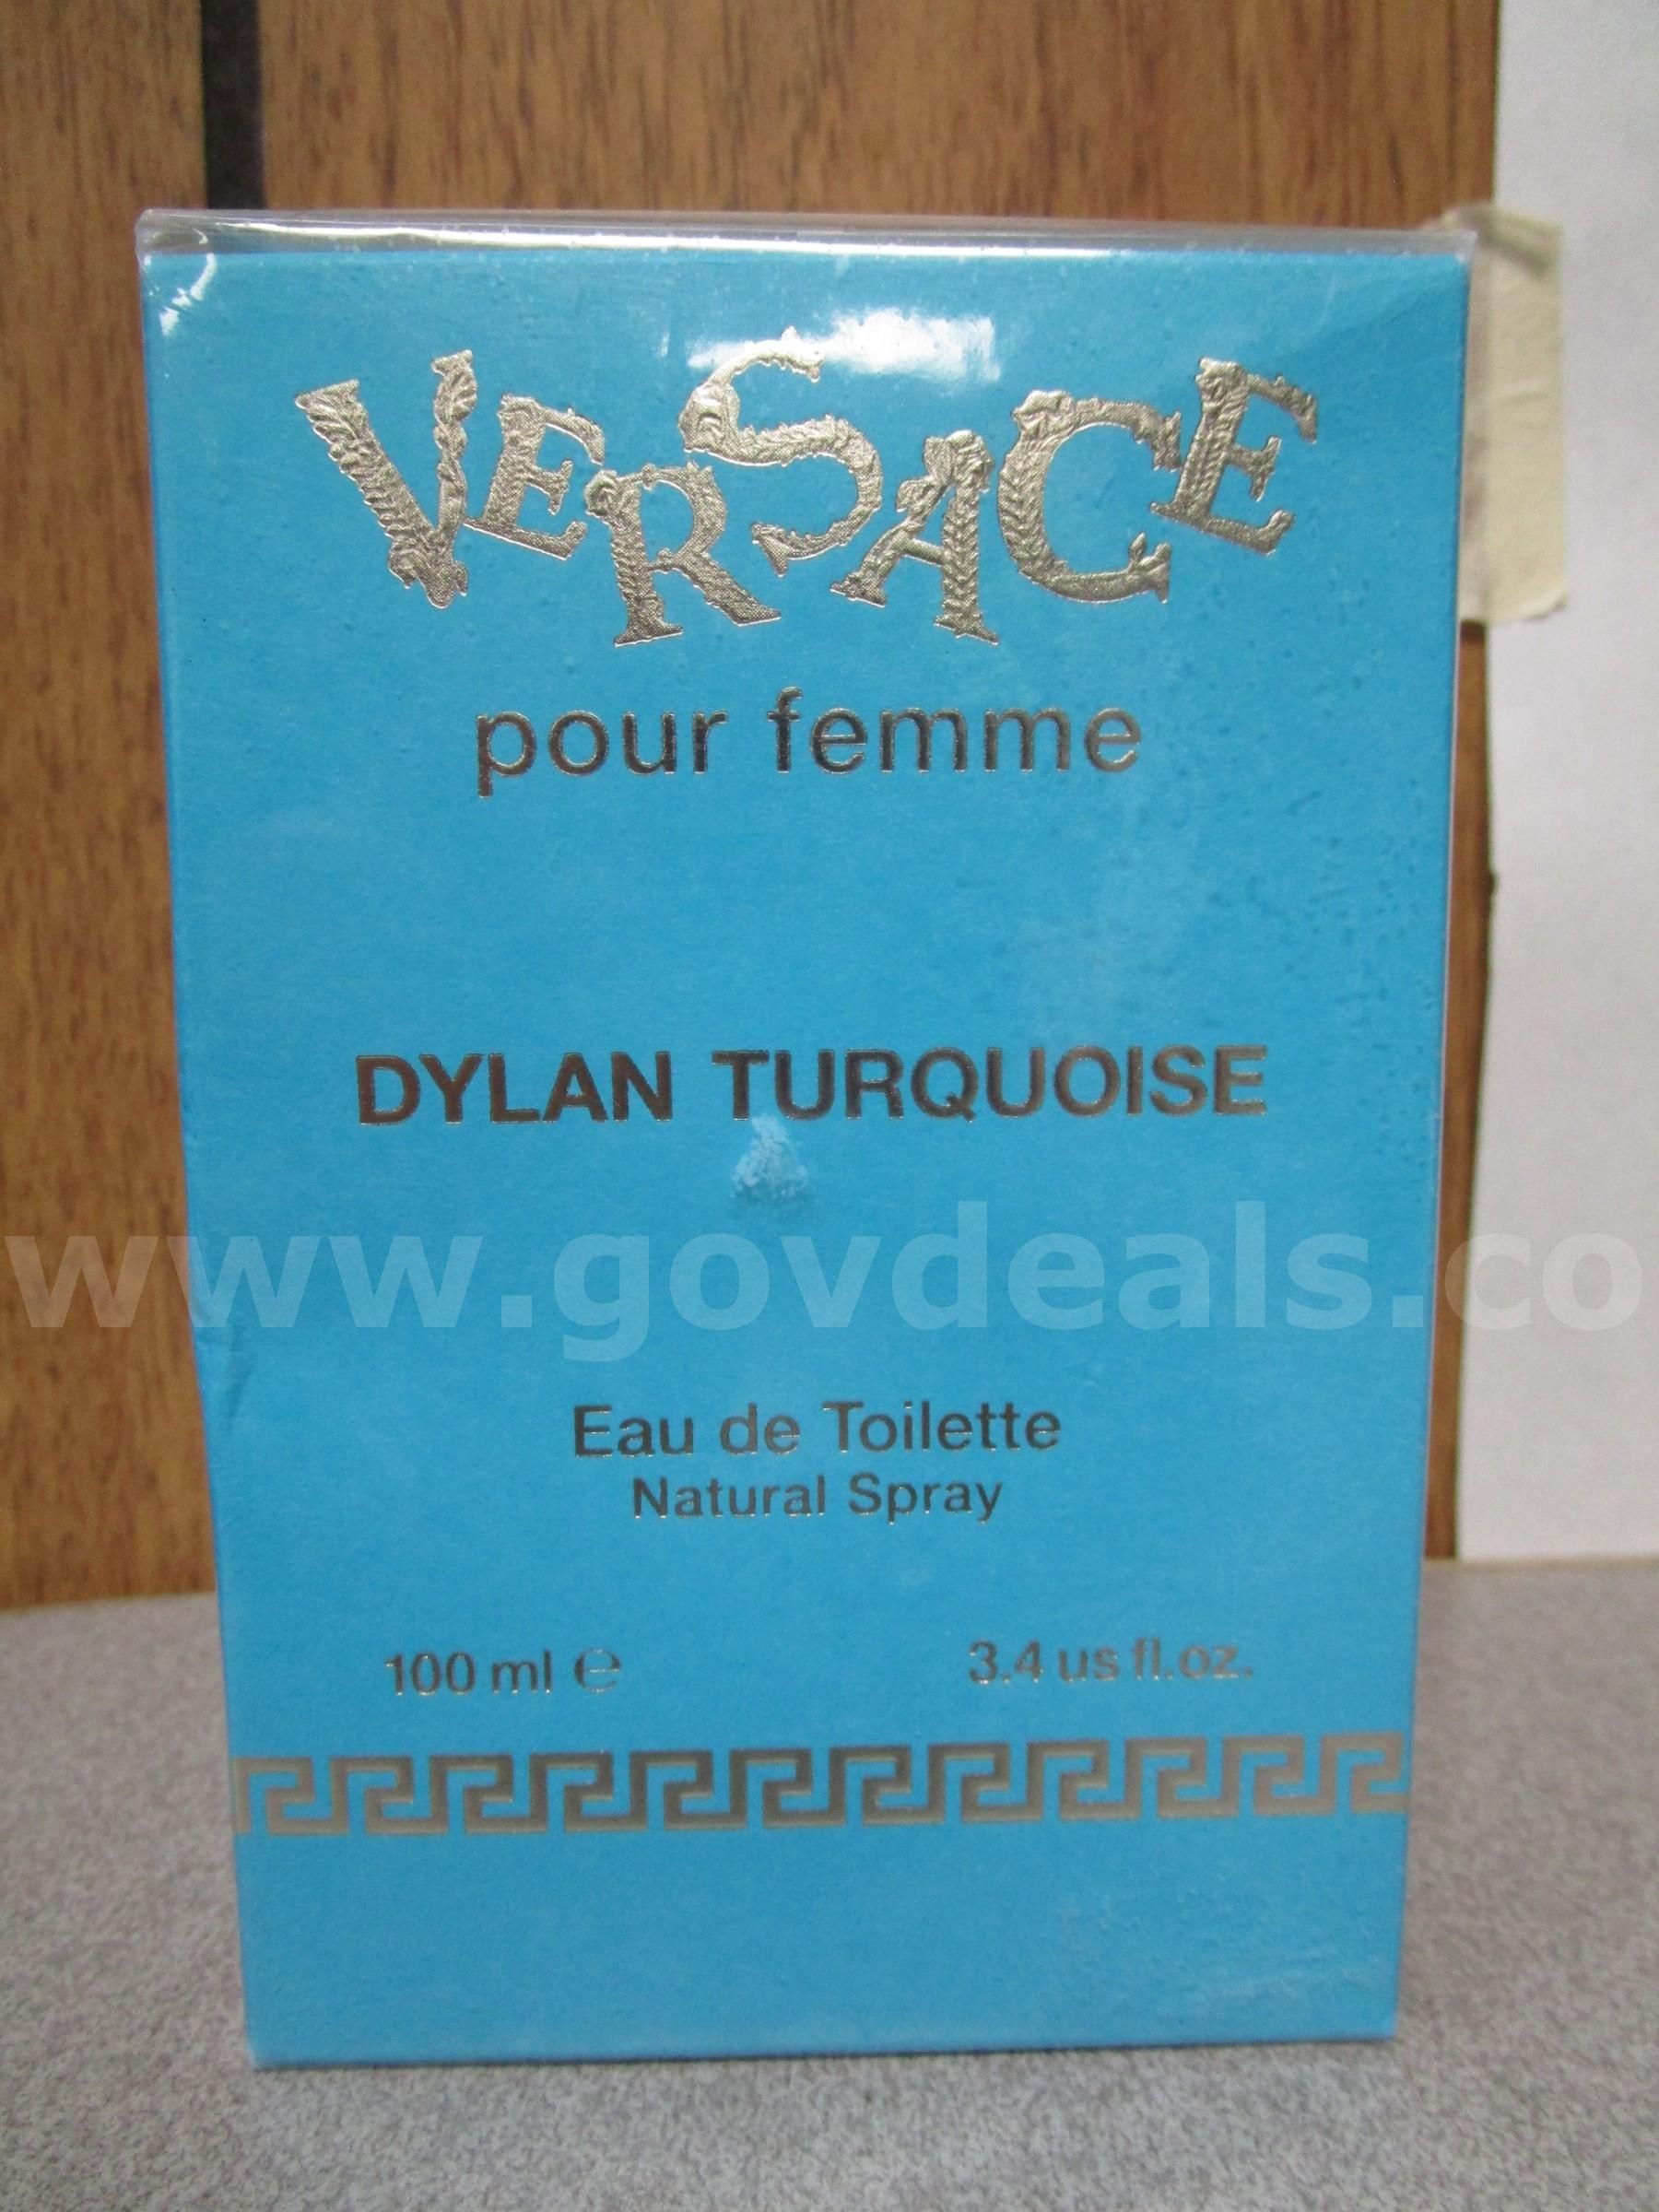 VERSACE
pour femme
DYLAN TURQUOISE
www.govdeals.co
Eau de Toilette
Natural Spray
100 ml ℮ 3.4 us fl.oz.